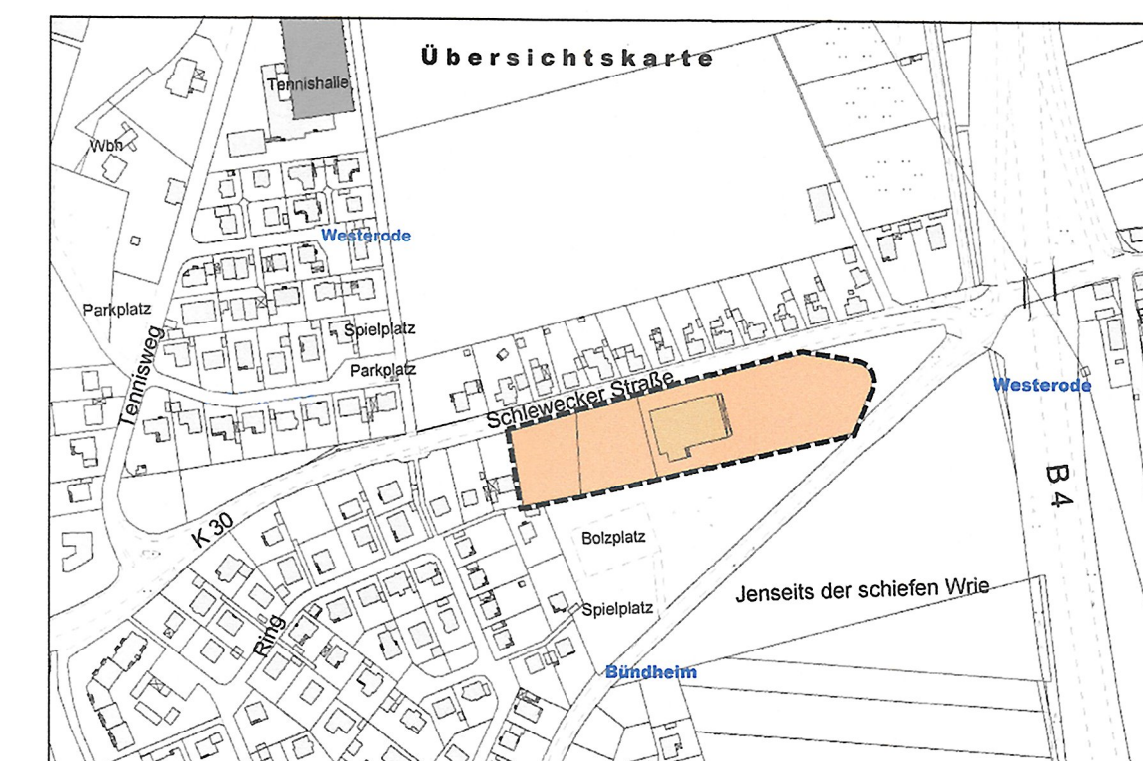 Übersichtskarte
Tennishalle
Wbh
Westerode
Parkplatz
Spielplatz
Tennisweg
Parkplatz
Schlewecker Straße
Westerode
B 4
K 30
Bolzplatz
Jenseits der schiefen Wrie
Spielplatz
Ring
Bündheim